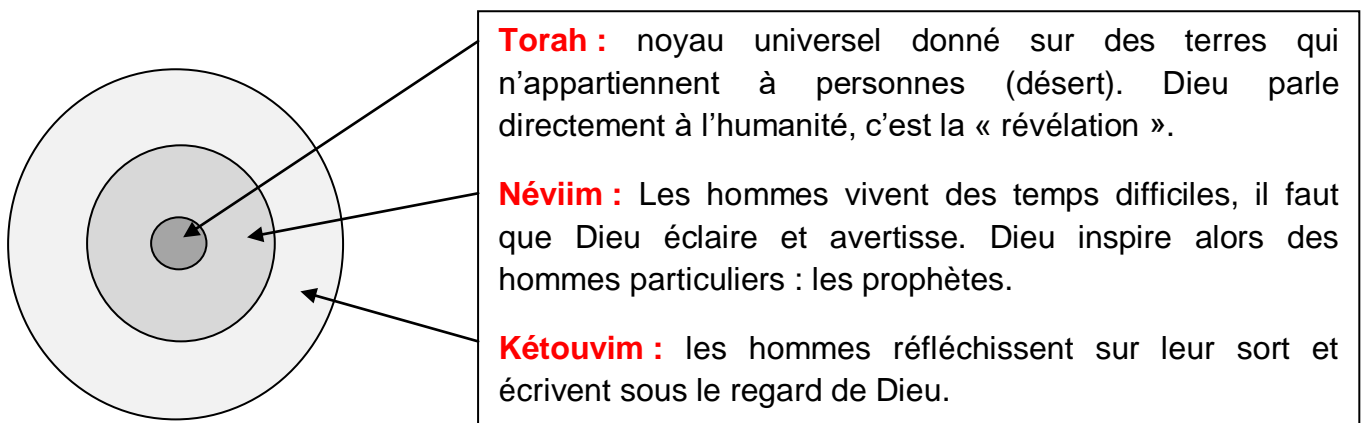 Torah : noyau universel donné sur des terres qui
n’appartiennent à personnes (désert). Dieu parle
directement à l’humanité, c’est la « révélation ».
Néviim : Les hommes vivent des temps difficiles, il faut
que Dieu éclaire et avertisse. Dieu inspire alors des
hommes particuliers : les prophètes.
Kétouvim : les hommes réfléchissent sur leur sort et
écrivent sous le regard de Dieu.